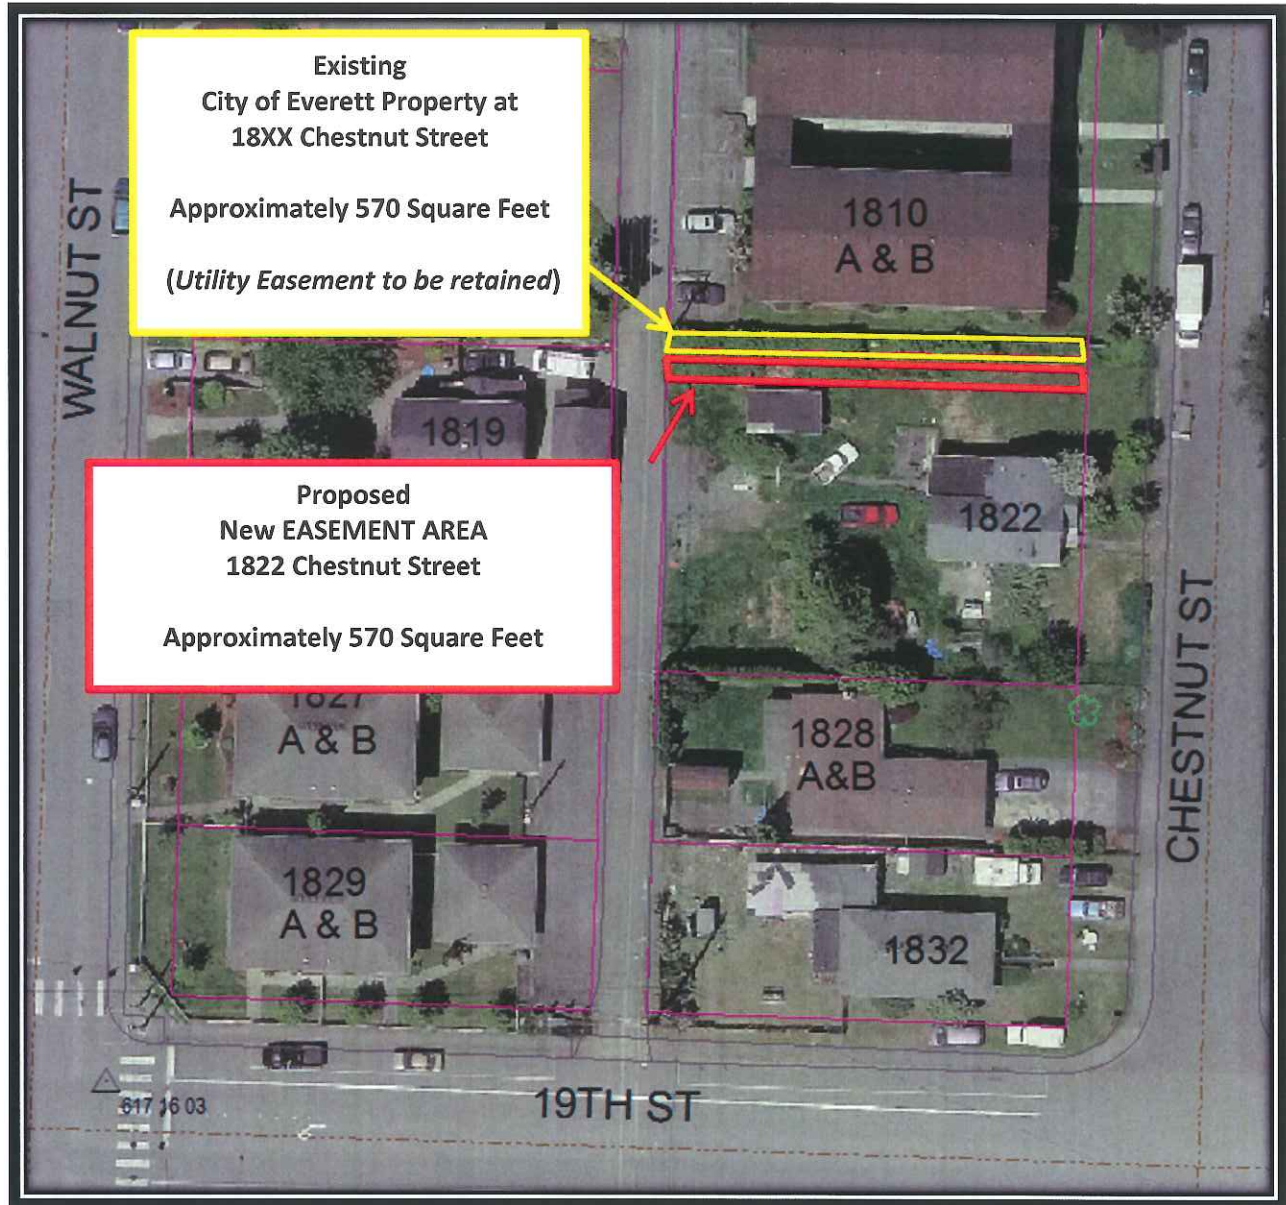 Existing
City of Everett Property at
18XX Chestnut Street
Approximately 570 Square Feet
(Utility Easement to be retained)
WALNUT ST
1810
A & B
1819
Proposed
New EASEMENT AREA
1822 Chestnut Street
Approximately 570 Square Feet
1822
CHESTNUT ST
1827
A & B
1828
A&B
1829
A & B
1832
617 16 03
19TH ST